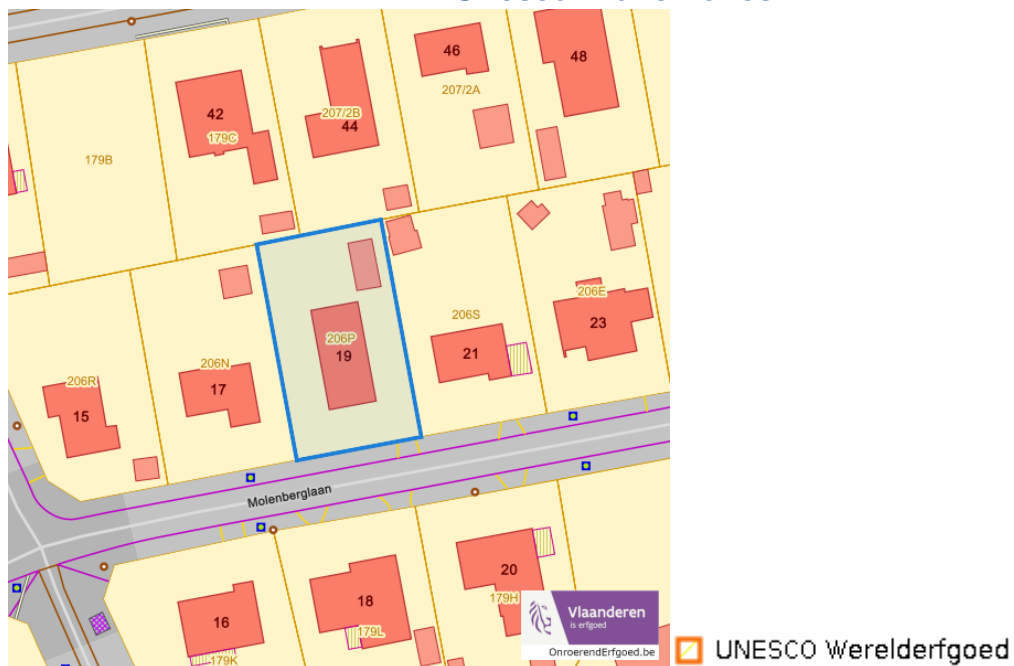 46
48
42
207/2A
207/2B
44
179C
179B
206S
206E
23
206P
19
21
206N
17
206R
15
Molenberglaan
20
18
179H
16
179L
179K
Vlaanderen
is erfgoed
OnroerendErfgoed.be
UNESCO Werelderfgoed